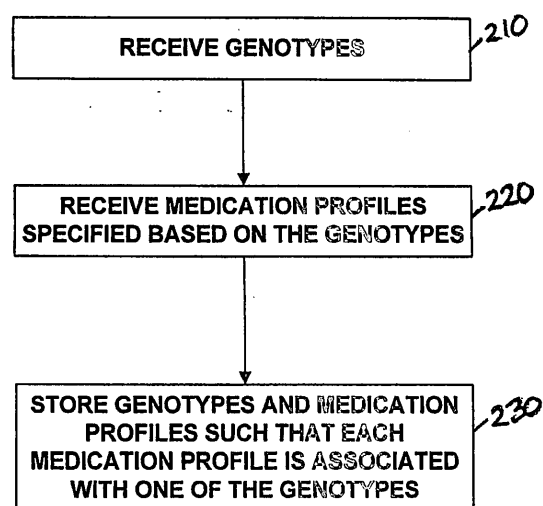 RECEIVE GENOTYPES
210
RECEIVE MEDICATION PROFILES
SPECIFIED BASED ON THE GENOTYPES
220
STORE GENOTYPES AND MEDICATION
PROFILES SUCH THAT EACH
MEDICATION PROFILE IS ASSOCIATED
WITH ONE OF THE GENOTYPES
230